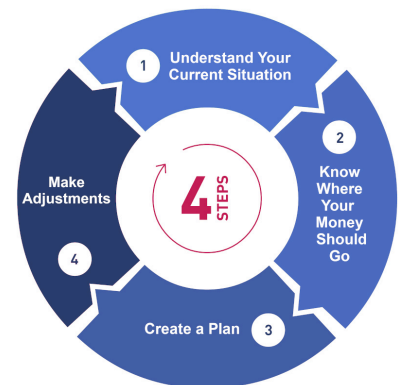 1
Understand Your
Current Situation
2
Know
Where
Your
Money
Should
Go
Create a Plan
3
Make
Adjustments
4
4
STEPS